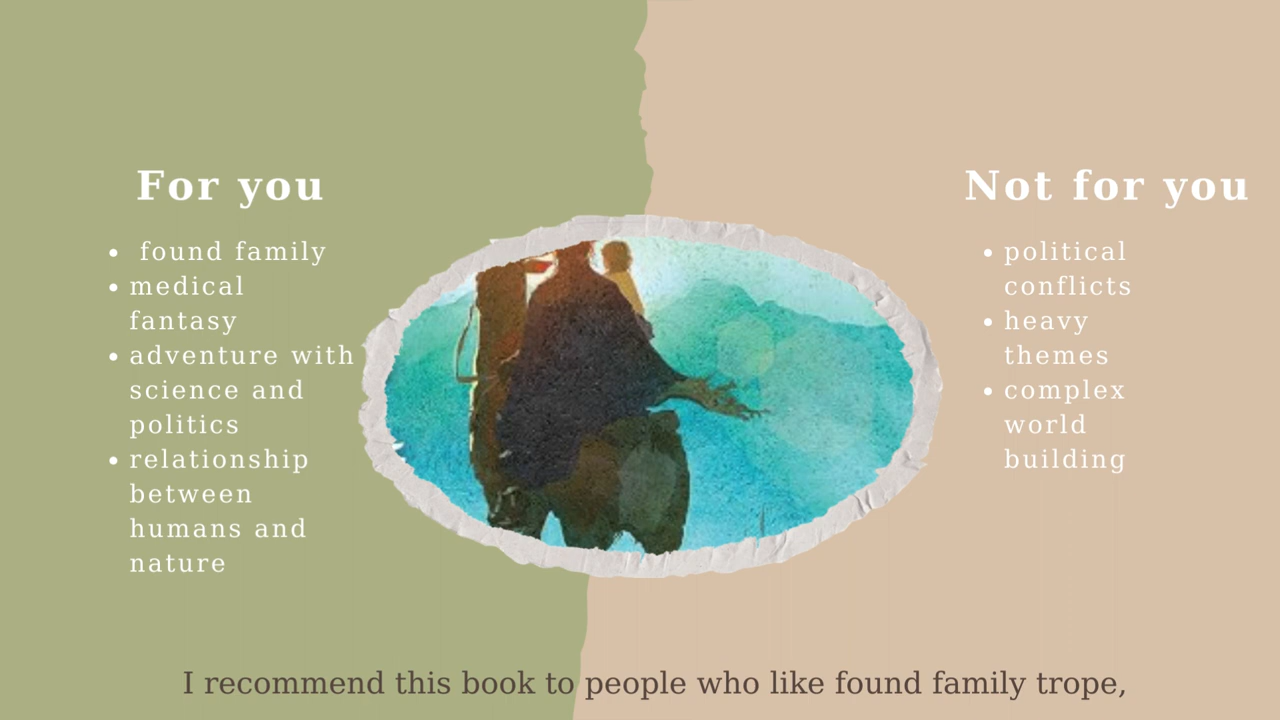 For you
• found family
• medical
fantasy
• adventure with
science and
politics
• relationship
between
humans and
nature
Not for you
• political
conflicts
• heavy
themes
• complex
world
building
I recommend this book to people who like found family trope,